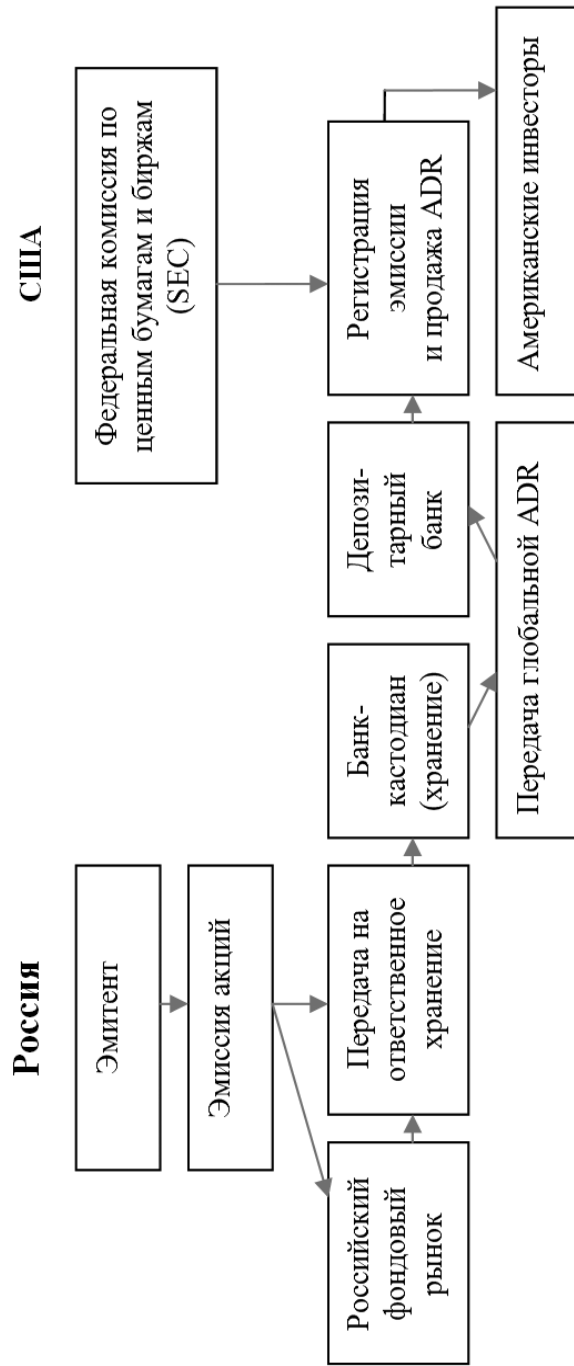 Россия
США
Эмитент
Федеральная комиссия по
ценным бумагам и биржам
(SEC)
Эмиссия акций
Российский
фондовый
рынок
Передача на
ответственное
хранение
Банк-
кастодиан
(хранение)
Депози-
тарный
банк
Регистрация
эмиссии
и продажа ADR
Передача глобальной ADR
Американские инвесторы